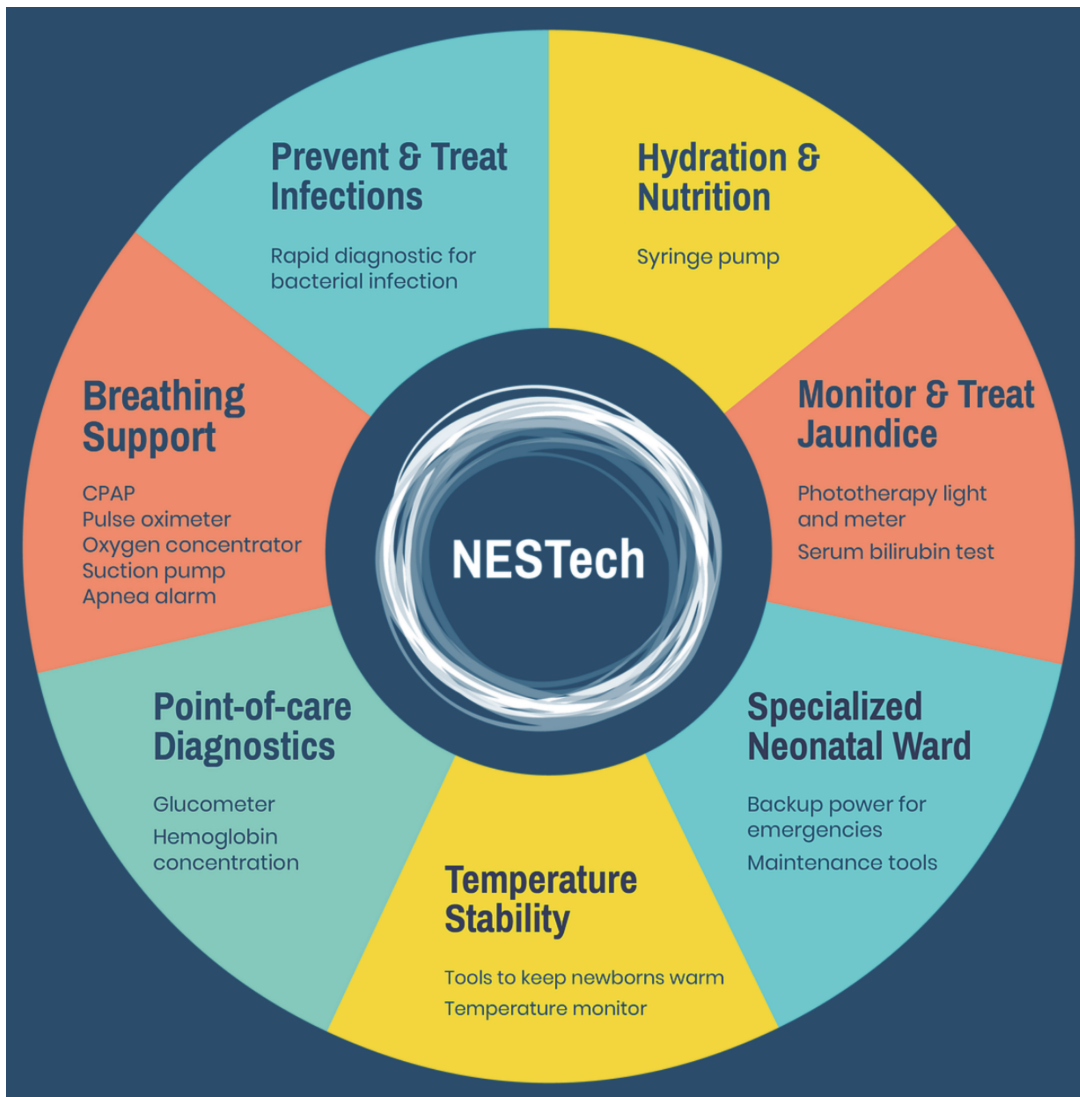 Prevent & Treat
Infections
Rapid diagnostic for
bacterial infection
Hydration &
Nutrition
Syringe pump
Breathing
Support
CPAP
Pulse oximeter
Oxygen concentrator
Suction pump
Apnea alarm
Monitor & Treat
Jaundice
Phototherapy light
and meter
Serum bilirubin test
NESTech
Point-of-care
Diagnostics
Glucometer
Hemoglobin
concentration
Specialized
Neonatal Ward
Backup power for
emergencies
Maintenance tools
Temperature
Stability
Tools to keep newborns warm
Temperature monitor